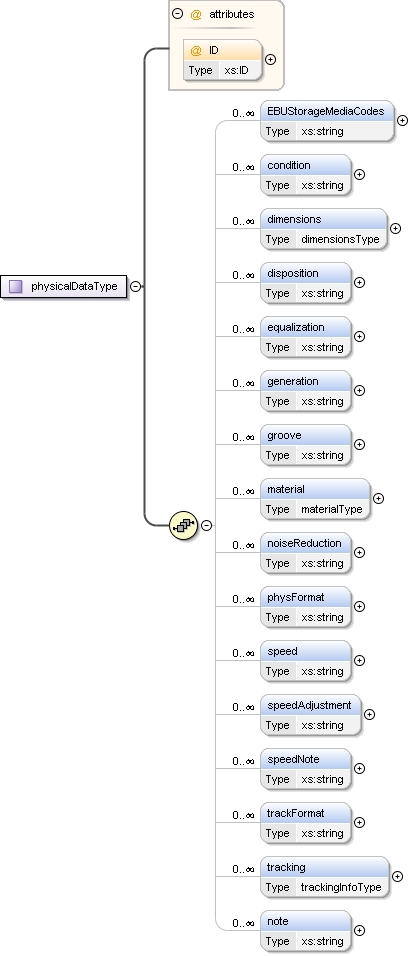 attributes
@ ID
Type xs:ID
0..∞ EBUStorageMediaCodes
Type xs:string
0..∞ condition
Type xs:string
0..∞ dimensions
Type dimensionsType
0..∞ disposition
Type xs:string
physicalDataType
0..∞ equalization
Type xs:string
0..∞ generation
Type xs:string
0..∞ groove
Type xs:string
0..∞ material
Type materialType
0..∞ noiseReduction
Type xs:string
0..∞ physFormat
Type xs:string
0..∞ speed
Type xs:string
0..∞ speedAdjustment
Type xs:string
0..∞ speedNote
Type xs:string
0..∞ trackFormat
Type xs:string
0..∞ tracking
Type trackingInfoType
0..∞ note
Type xs:string